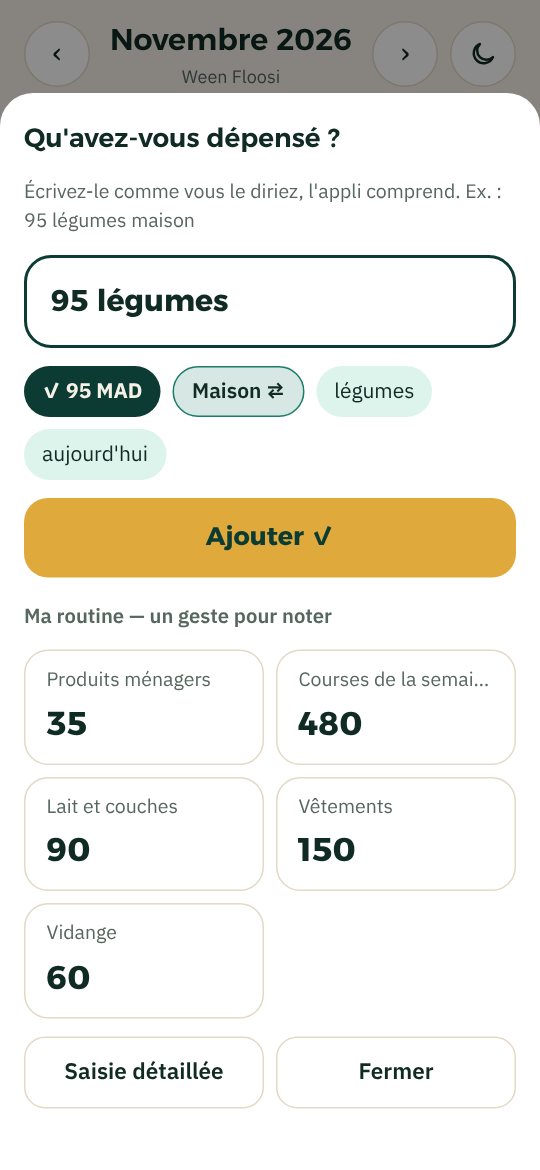 ‹ Novembre 2026 ›
Ween Floosi
Qu'avez-vous dépensé ?
Écrivez-le comme vous le diriez, l'appli comprend. Ex. :
95 légumes maison
95 légumes
✓ 95 MAD Maison ⇄ légumes
aujourd'hui
Ajouter ✓
Ma routine — un geste pour noter
Produits ménagers
35
Courses de la semai...
480
Lait et couches
90
Vêtements
150
Vidange
60
Saisie détaillée
Fermer